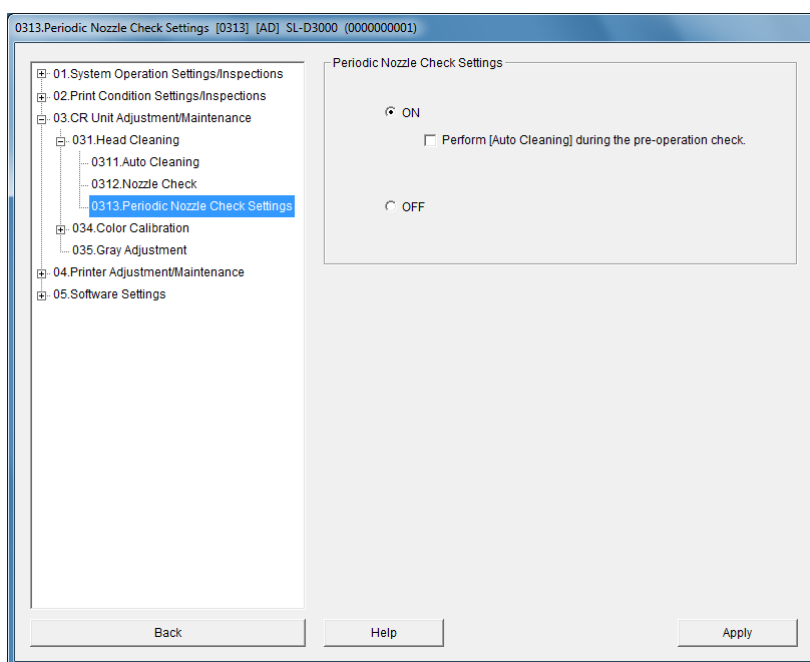 0313.Periodic Nozzle Check Settings [0313] [AD] SL-D3000 (0000000001)
01.System Operation Settings/Inspections
02.Print Condition Settings/Inspections
03.CR Unit Adjustment/Maintenance
031.Head Cleaning
0311.Auto Cleaning
0312.Nozzle Check
0313.Periodic Nozzle Check Settings
034.Color Calibration
035.Gray Adjustment
04.Printer Adjustment/Maintenance
05.Software Settings
Periodic Nozzle Check Settings
ON
Perform [Auto Cleaning] during the pre-operation check.
OFF
Back
Help
Apply